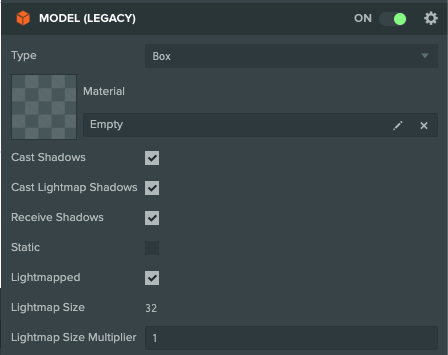 MODEL (LEGACY) ON
Type Box
Material
Empty
Cast Shadows
Cast Lightmap Shadows
Receive Shadows
Static
Lightmapped
Lightmap Size 32
Lightmap Size Multiplier 1